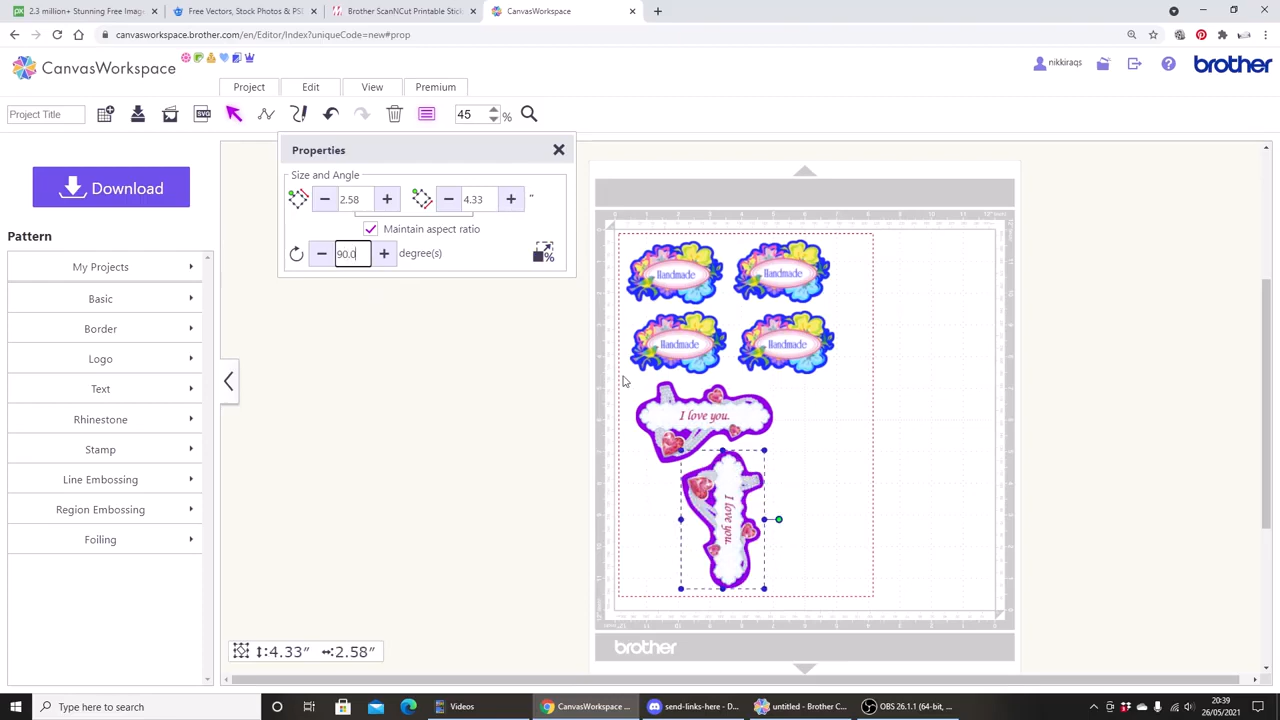 2.3 million+ Stunning Free Imag
Free Vectors, Stock Photos & PSD
Brother ScanNCut Printable Stick
CanvasWorkspace
canvasworkspace.brother.com/en/Editor/Index?uniqueCode=new#prop
CanvasWorkspace
nikkiraqs
brother
Project
Edit
View
Premium
Project Title
SVG
45
%
Properties
Size and Angle
2.58
4.33
"
Maintain aspect ratio
90.0
degree(s)
%
Download
Pattern
My Projects
Basic
Border
Logo
Text
Rhinestone
Stamp
Line Embossing
Region Embossing
Foiling
Handmade
Handmade
Handmade
Handmade
I love you.
I love you.
brother
4.33"
2.58"
Type here to search
Videos
CanvasWorkspace ...
send-links-here - Disc...
untitled - Brother C...
OBS 26.1.1 (64-bit, ...
20:39
26/05/2021